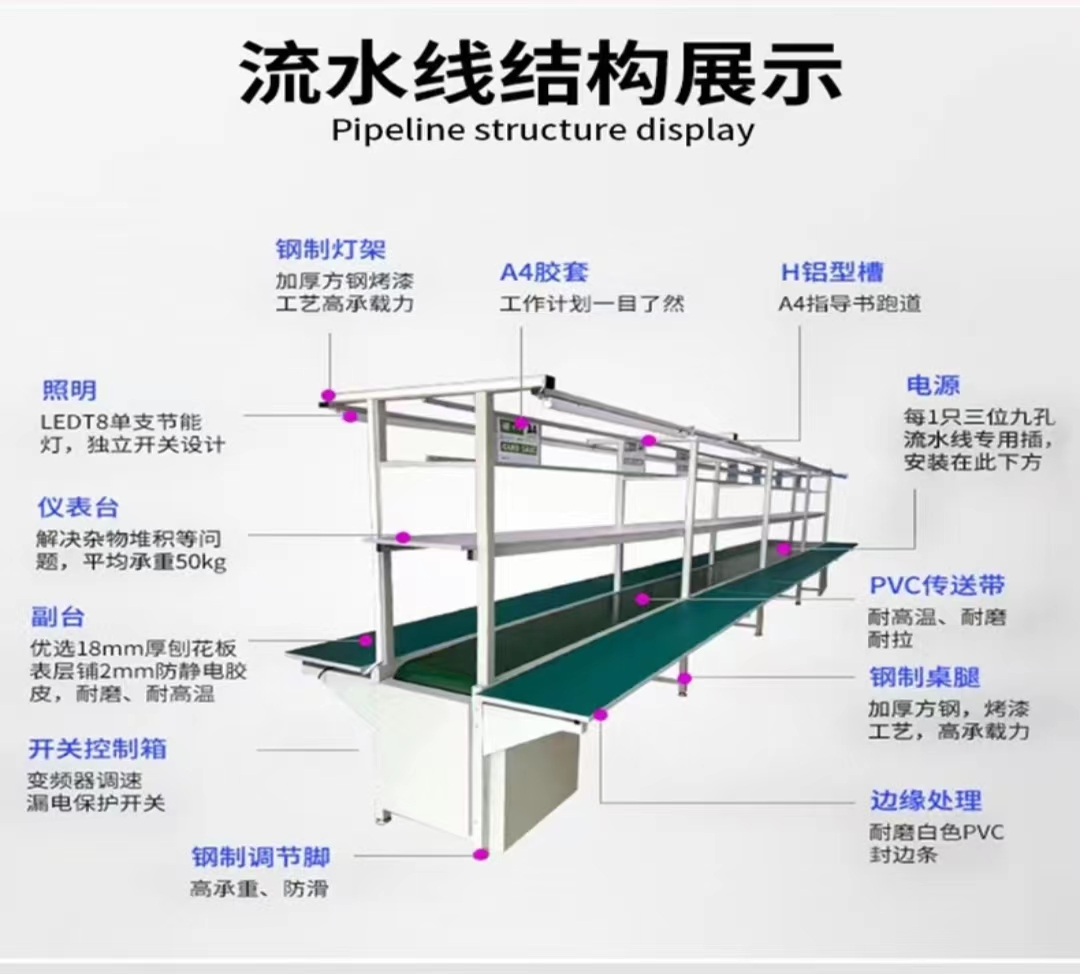 流水线结构展示
Pipeline structure display
钢制灯架
加厚方钢烤漆
工艺高承载力
A4胶套
工作计划一目了然
H铝型槽
A4指导书跑道
照明
LEDT8单支节能
灯，独立开关设计
电源
每1只三位九孔
流水线专用插，
安装在此下方
仪表台
解决杂物堆积等问
题，平均承重50kg
副台
优选18mm厚刨花板
表层铺2mm防静电胶
皮，耐磨、耐高温
PVC传送带
耐高温、耐磨
耐拉
钢制桌腿
加厚方钢，烤漆
工艺，高承载力
开关控制箱
变频器调速
漏电保护开关
边缘处理
耐磨白色PVC
封边条
钢制调节脚
高承重、防滑